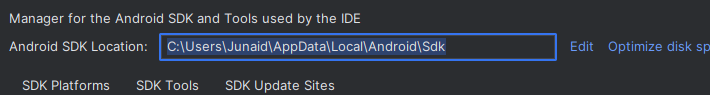 Manager for the Android SDK and Tools used by the IDE
Android SDK Location: C:\Users\Junaid\AppData\Local\Android\Sdk Edit Optimize disk sp
SDK Platforms SDK Tools SDK Update Sites